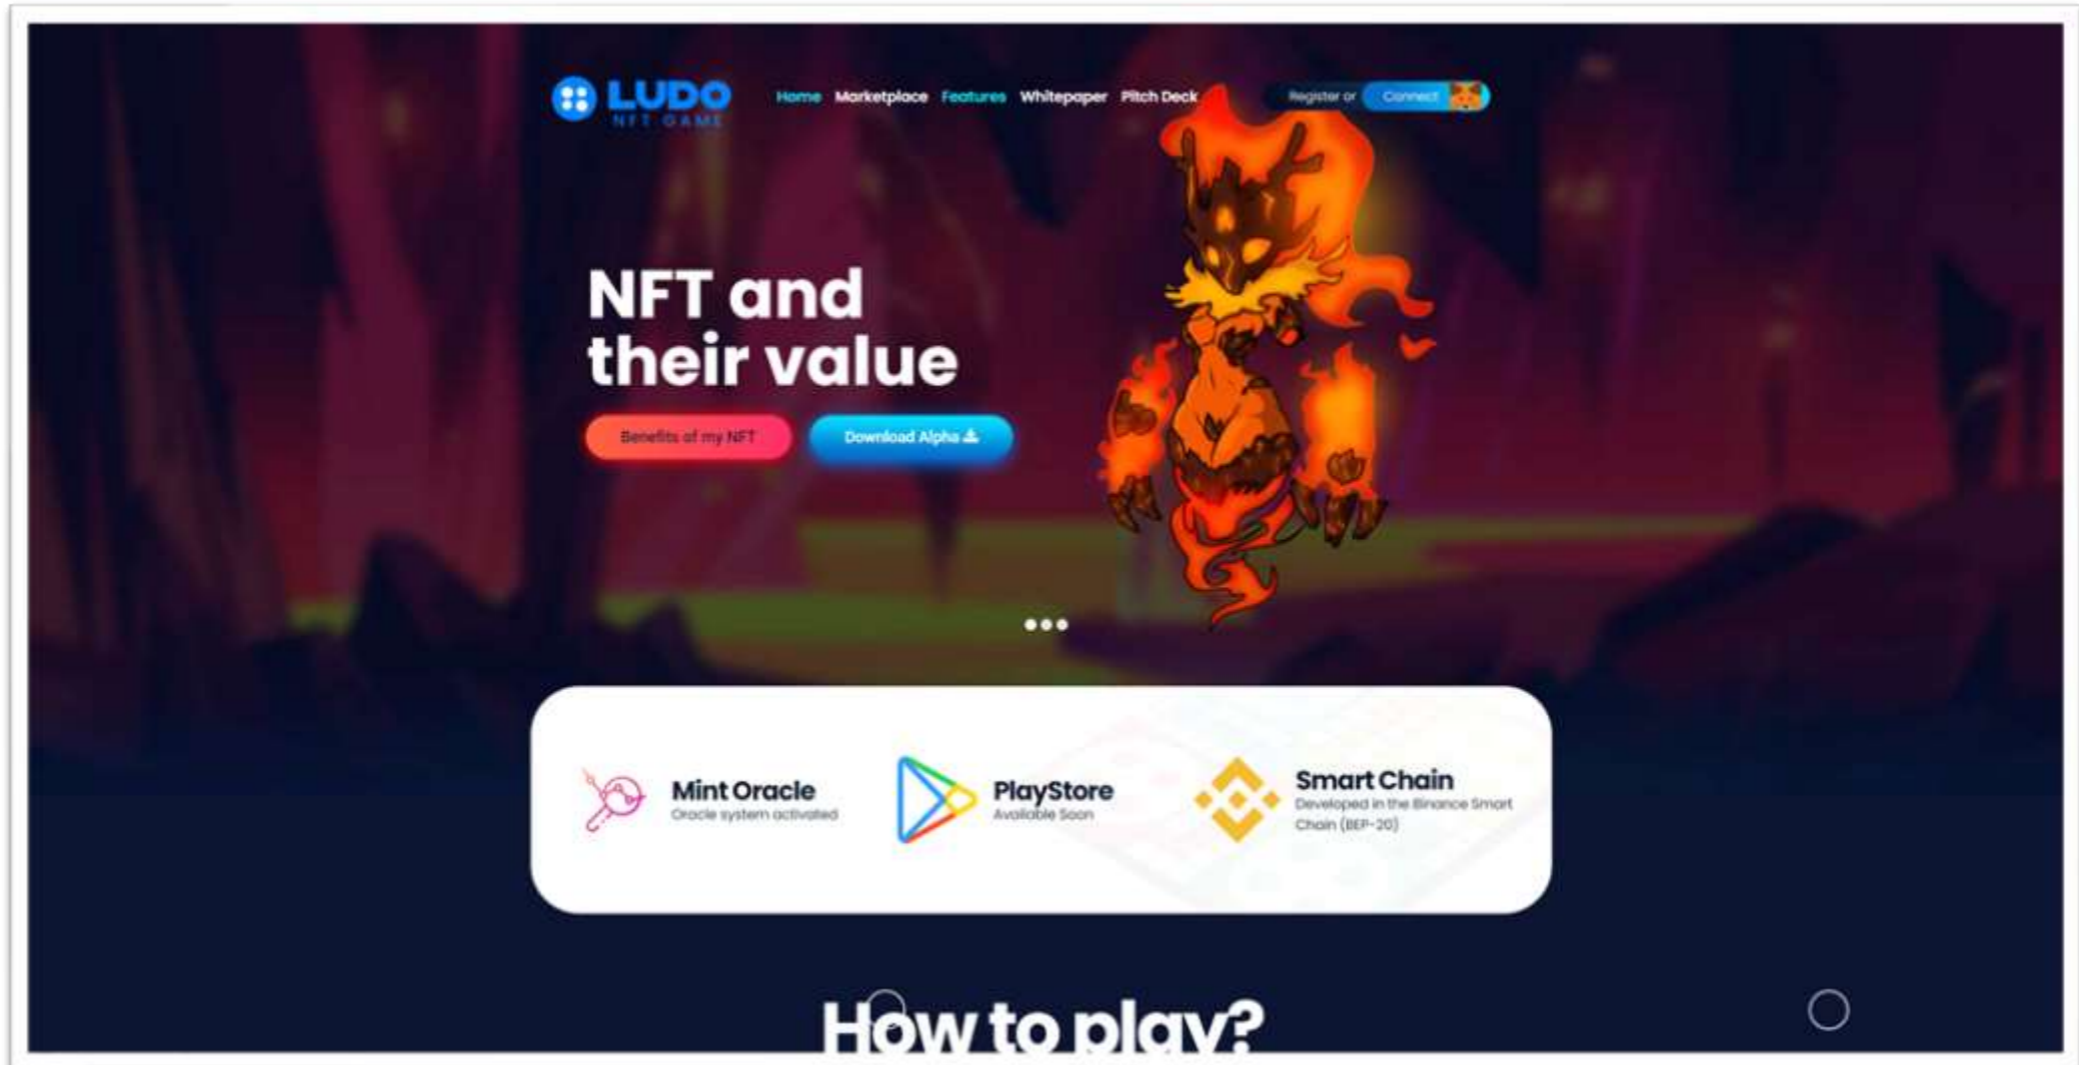 LUDO
NFT GAME
Home Marketplace Features Whitepaper Pitch Deck
Register or Connect
NFT and
their value
Benefits of my NFT
Download Alpha
Mint Oracle
Oracle system activated
PlayStore
Available Soon
Smart Chain
Developed in the Binance Smart
Chain (BEP-20)
How to play?